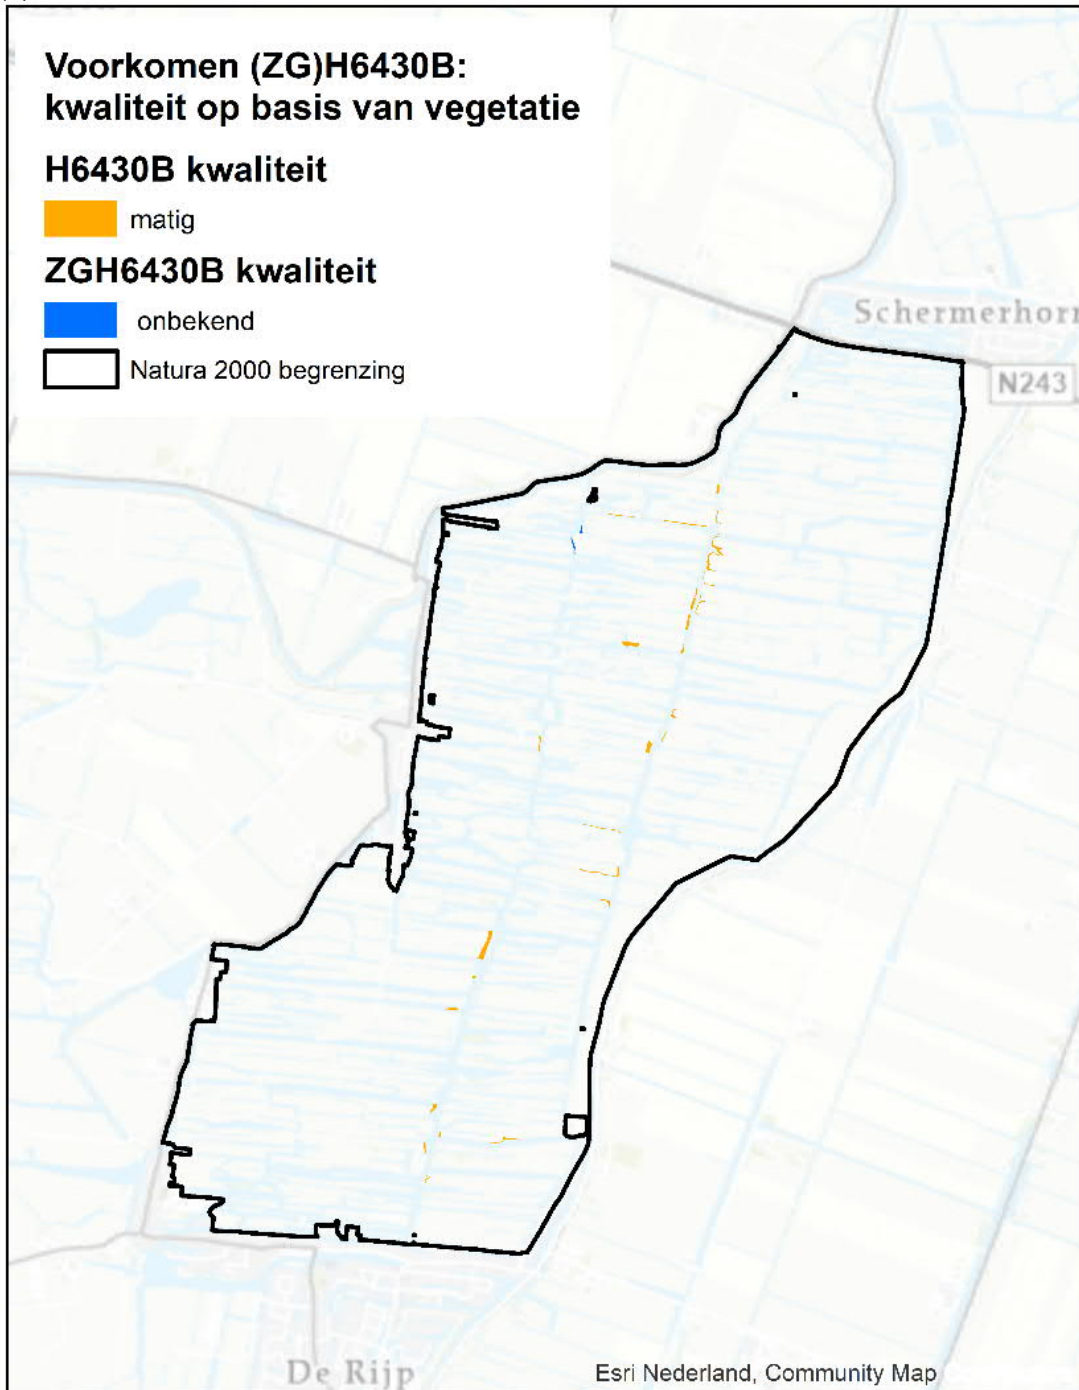 Voorkomen (ZG)H6430B:
kwaliteit op basis van vegetatie
H6430B kwaliteit
matig
ZGH6430B kwaliteit
onbekend
Natura 2000 begrenzing
Schermerhorn
N243
De Rijp
Esri Nederland, Community Map